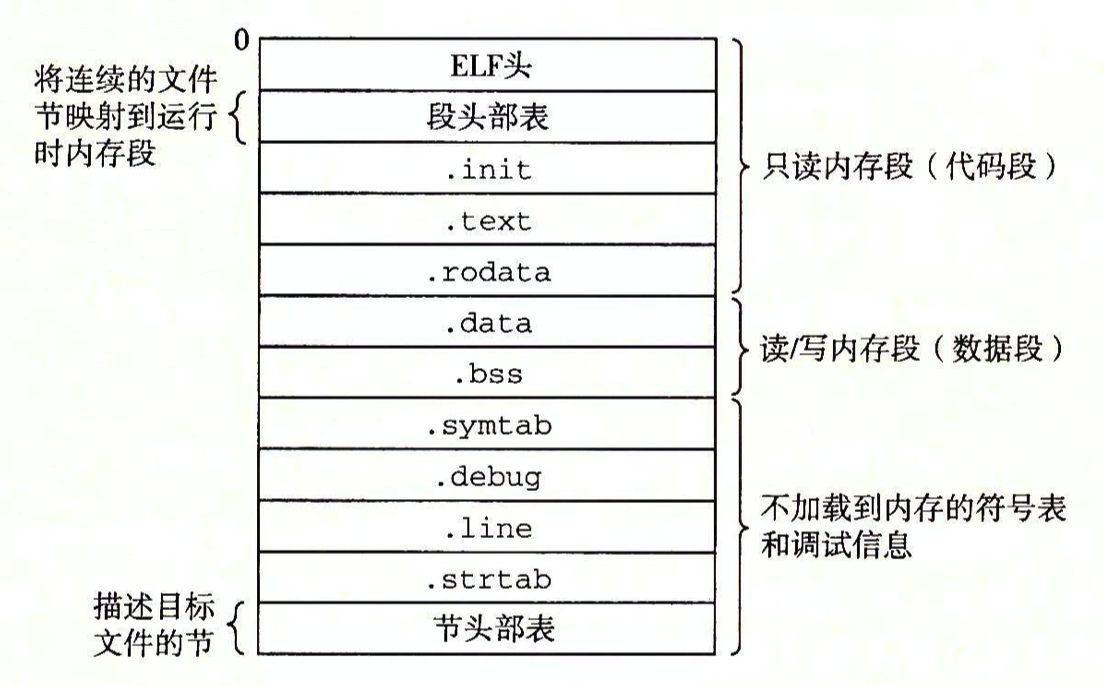 0
ELF头
将连续的文件
节映射到运行
时内存段
段头部表
.init
只读内存段（代码段）
.text
.rodata
.data
读/写内存段（数据段）
.bss
.symtab
.debug
不加载到内存的符号表
和调试信息
.line
.strtab
描述目标
文件的节
节头部表